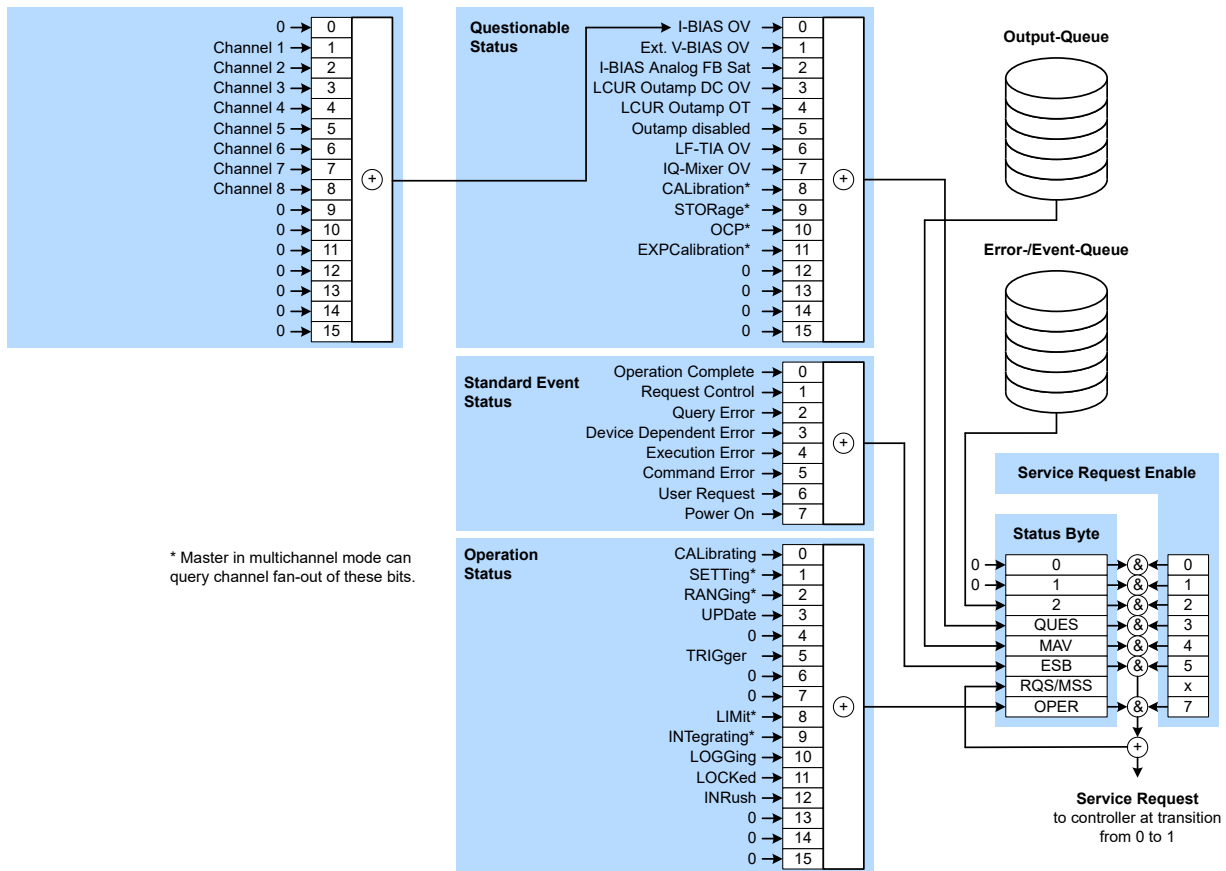 0 0
Channel 1 1
Channel 2 2
Channel 3 3
Channel 4 4
Channel 5 5
Channel 6 6
Channel 7 7
Channel 8 8
0 9
0 10
0 11
0 12
0 13
0 14
0 15
+
Questionable
Status
I-BIAS OV 0
Ext. V-BIAS OV 1
I-BIAS Analog FB Sat 2
LCUR Outamp DC OV 3
LCUR Outamp OT 4
Outamp disabled 5
LF-TIA OV 6
IQ-Mixer OV 7
CALibration* 8
STORage* 9
OCP* 10
EXPCalibration* 11
0 12
0 13
0 14
0 15
+
Standard Event
Status
Operation Complete 0
Request Control 1
Query Error 2
Device Dependent Error 3
Execution Error 4
Command Error 5
User Request 6
Power On 7
+
* Master in multichannel mode can
query channel fan-out of these bits.
Operation
Status
CALibrating 0
SETTing* 1
RANGing* 2
UPDate 3
0 4
TRIGger 5
0 6
0 7
LIMit* 8
INTegrating* 9
LOGGing 10
LOCKed 11
INRush 12
0 13
0 14
0 15
+
Output-Queue
Error-/Event-Queue
Service Request Enable
Status Byte
0 0 & 0
0 1 & 1
2 & 2
QUES & 3
MAV & 4
ESB & 5
RQS/MSS x
OPER & 7
+
Service Request
to controller at transition
from 0 to 1